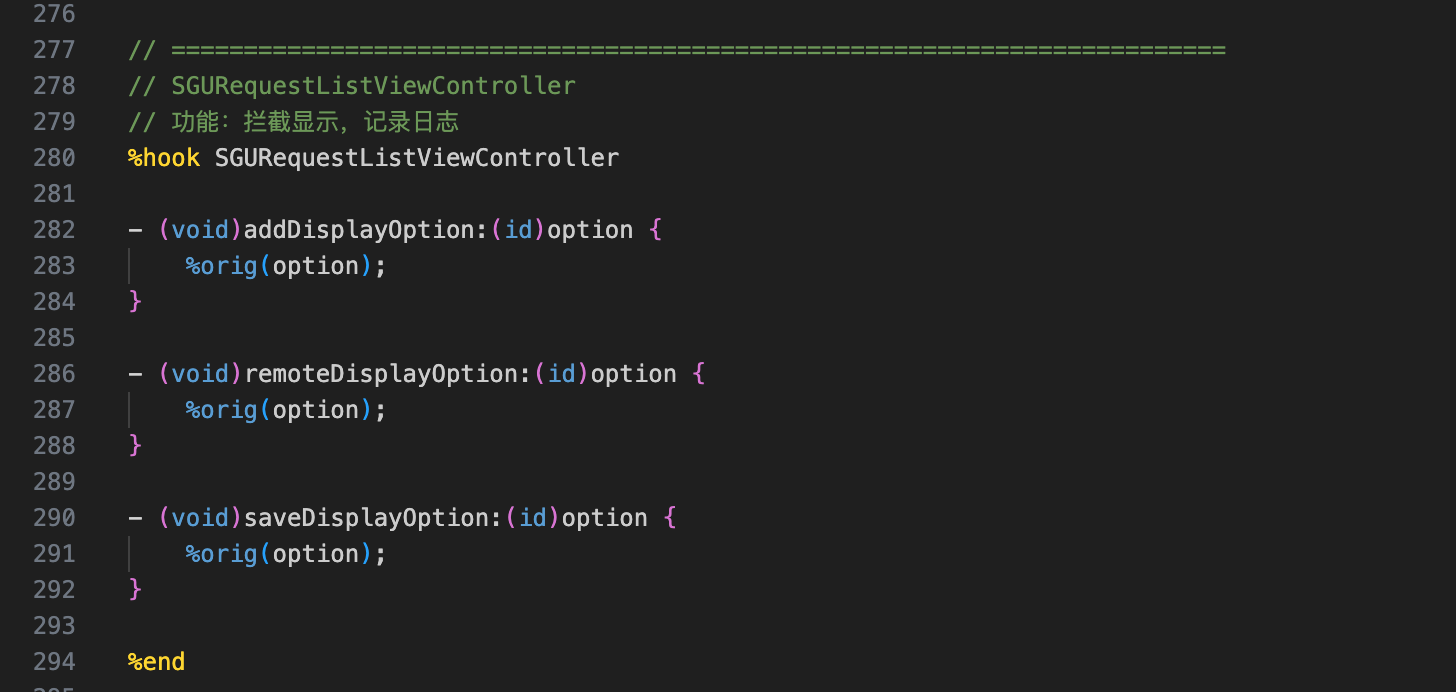 276
277 // =========================================================================
278 // SGURequestListViewController
279 // 功能：拦截显示，记录日志
280 %hook SGURequestListViewController
281
282 - (void)addDisplayOption:(id)option {
283     %orig(option);
284 }
285
286 - (void)remoteDisplayOption:(id)option {
287     %orig(option);
288 }
289
290 - (void)saveDisplayOption:(id)option {
291     %orig(option);
292 }
293
294 %end